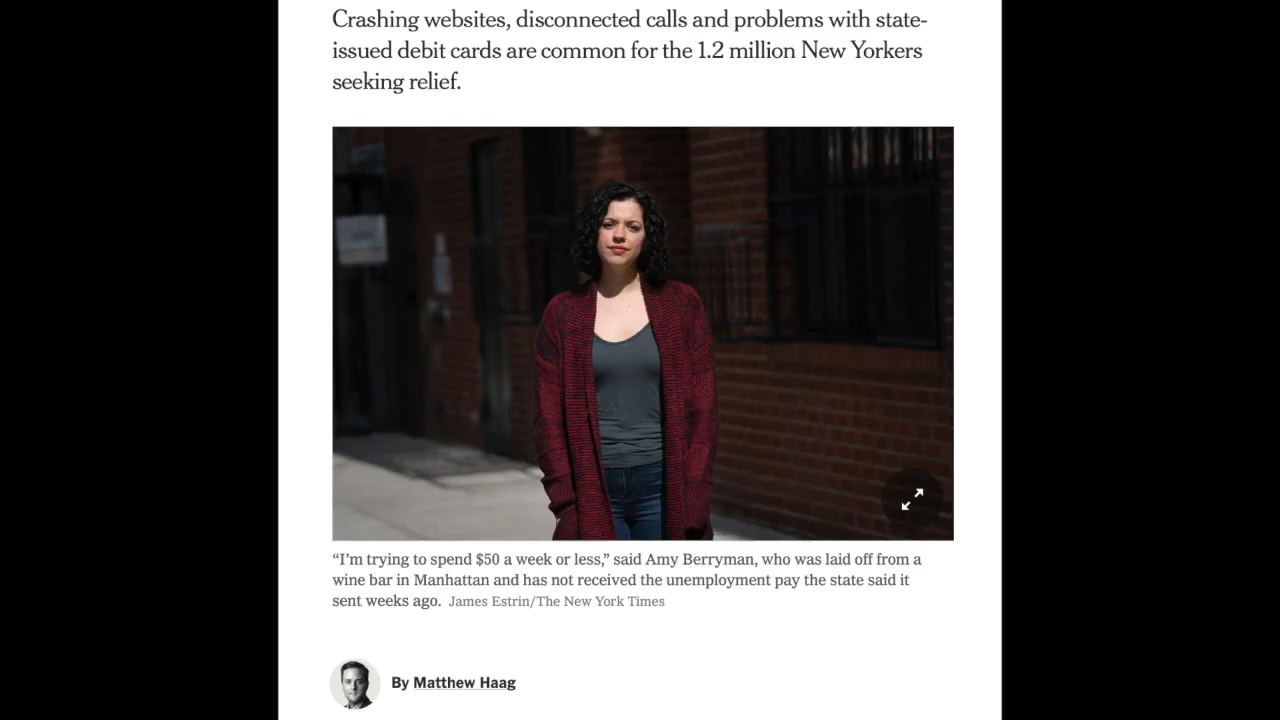 Crashing websites, disconnected calls and problems with state-
issued debit cards are common for the 1.2 million New Yorkers
seeking relief.
“I’m trying to spend $50 a week or less,” said Amy Berryman, who was laid off from a
wine bar in Manhattan and has not received the unemployment pay the state said it
sent weeks ago. James Estrin/The New York Times
By Matthew Haag